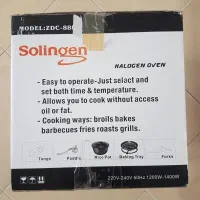 MODEL:ZDC-88
Solingen
HALOGEN OVEN
- Easy to operate-Just select and
set both time & temperature.
- Allows you to cook without access
oil or fat.
- Cooking ways: broils bakes
barbecues fries roasts grills.
Tongs
Rice Pot
Baking Tray
Forks
220V-240V 50Hz 1200W-1400W